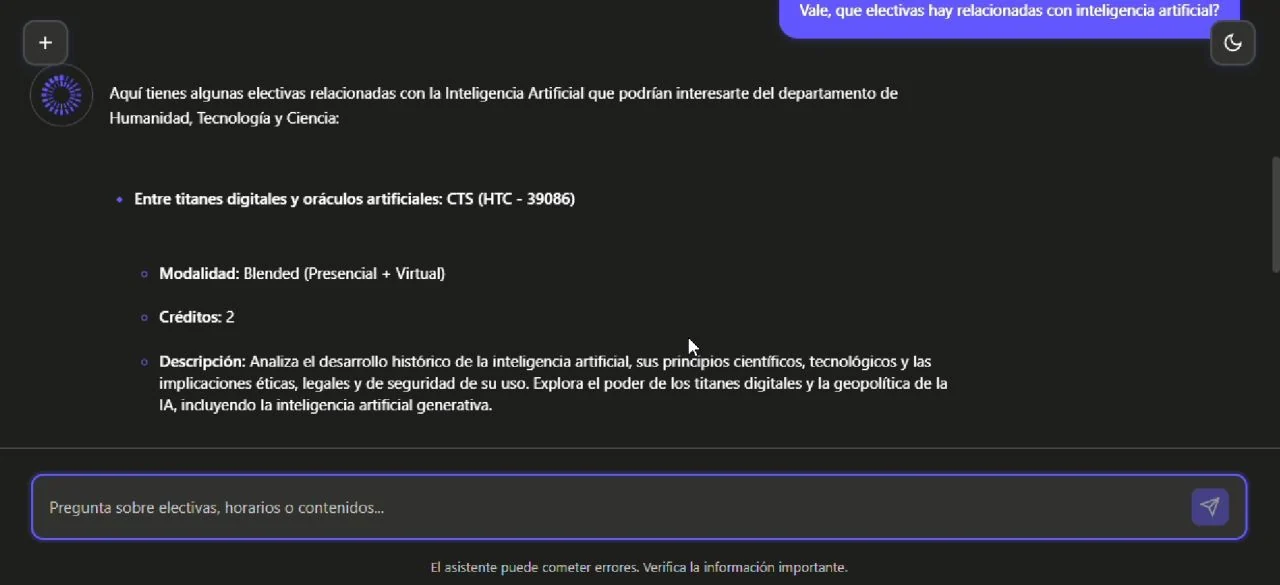 Vale, que electivas hay relacionadas con inteligencia artificial?
Aquí tienes algunas electivas relacionadas con la Inteligencia Artificial que podrían interesarte del departamento de
Humanidad, Tecnología y Ciencia:
Entre titanes digitales y oráculos artificiales: CTS (HTC - 39086)
Modalidad: Blended (Presencial + Virtual)
Créditos: 2
Descripción: Analiza el desarrollo histórico de la inteligencia artificial, sus principios científicos, tecnológicos y las
implicaciones éticas, legales y de seguridad de su uso. Explora el poder de los titanes digitales y la geopolítica de la
IA, incluyendo la inteligencia artificial generativa.
Pregunta sobre electivas, horarios o contenidos...
El asistente puede cometer errores. Verifica la información importante.